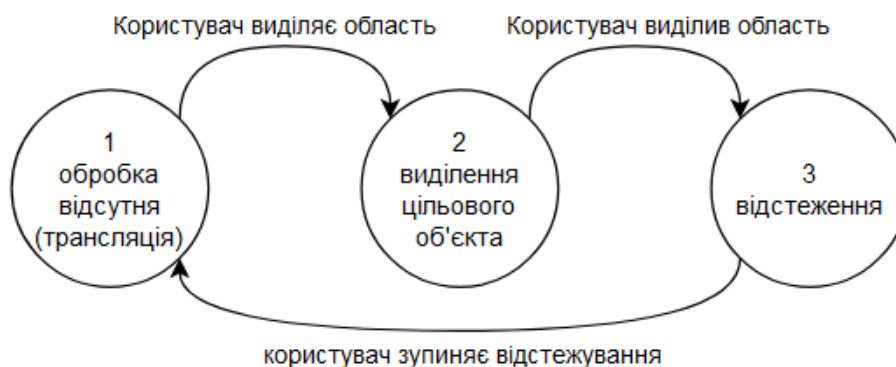 Користувач виділяє область
Користувач виділив область
1
обробка
відсутня
(трансляція)
2
виділення
цільового
об'єкта
3
відстеження
користувач зупиняє відстежування